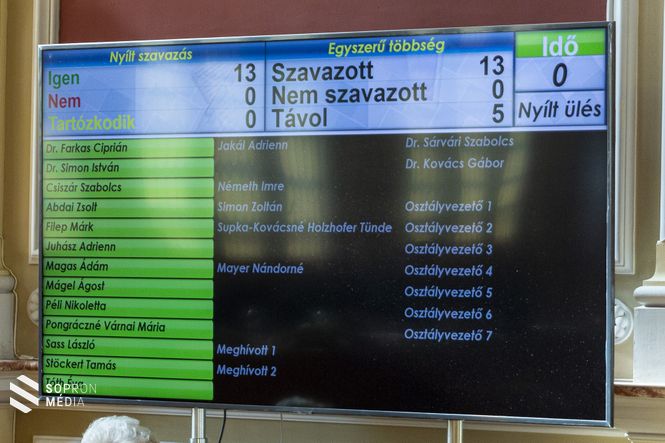 Nyílt szavazás
Igen 13
Nem 0
Tartózkodik 0
Egyszerű többség
Szavazott 13
Nem szavazott 0
Távol 5
Idő
0
Nyílt ülés
Dr. Farkas Ciprián
Dr. Simon István
Csiszár Szabolcs
Abdai Zsolt
Filep Márk
Juhász Adrienn
Magas Ádám
Mágel Ágost
Péli Nikoletta
Pongráczné Várnai Mária
Sass László
Stöckert Tamás
Tóth Éva
Jakál Adrienn
Németh Imre
Simon Zoltán
Supka-Kovácsné Holzhofer Tünde
Mayer Nándorné
Meghívott 1
Meghívott 2
Dr. Sárvári Szabolcs
Dr. Kovács Gábor
Osztályvezető 1
Osztályvezető 2
Osztályvezető 3
Osztályvezető 4
Osztályvezető 5
Osztályvezető 6
Osztályvezető 7
SOPRON
MÉDIA